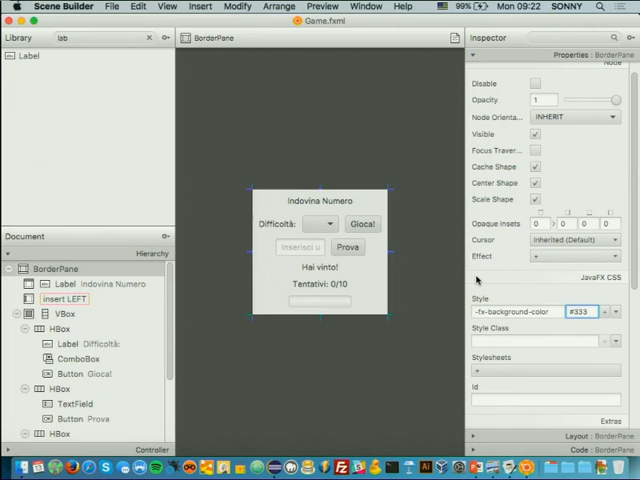 Scene Builder File Edit View Insert Modify Arrange Preview Window Help 99% Mon 09:22 SONNY
Game.fxml
Library lab
Label
BorderPane
Inspector
Properties : BorderPane
Node
Disable
Opacity 1
Node Orienta... INHERIT
Visible
Focus Traver...
Cache Shape
Center Shape
Scale Shape
Opaque Insets 0 0 0 0
Cursor Inherited (Default)
Effect +
JavaFX CSS
Style
-fx-background-color #333
Style Class
Stylesheets
+
Id
Extras
Layout : BorderPane
Code : BorderPane
Indovina Numero
Difficoltà: Gioca!
Inserisci u Prova
Hai vinto!
Tentativi: 0/10
Document
Hierarchy
BorderPane
Label Indovina Numero
insert LEFT
VBox
HBox
Label Difficoltà:
ComboBox
Button Gioca!
HBox
TextField
Button Prova
HBox
Controller